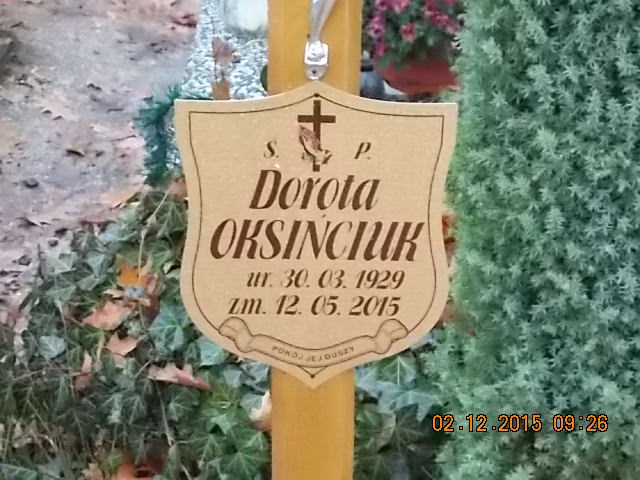 Ś. P.
Dorota
OKSIŃCIUK
ur. 30. 03. 1929
zm. 12. 05. 2015
POKÓJ JEJ DUSZY
02.12.2015 09:26